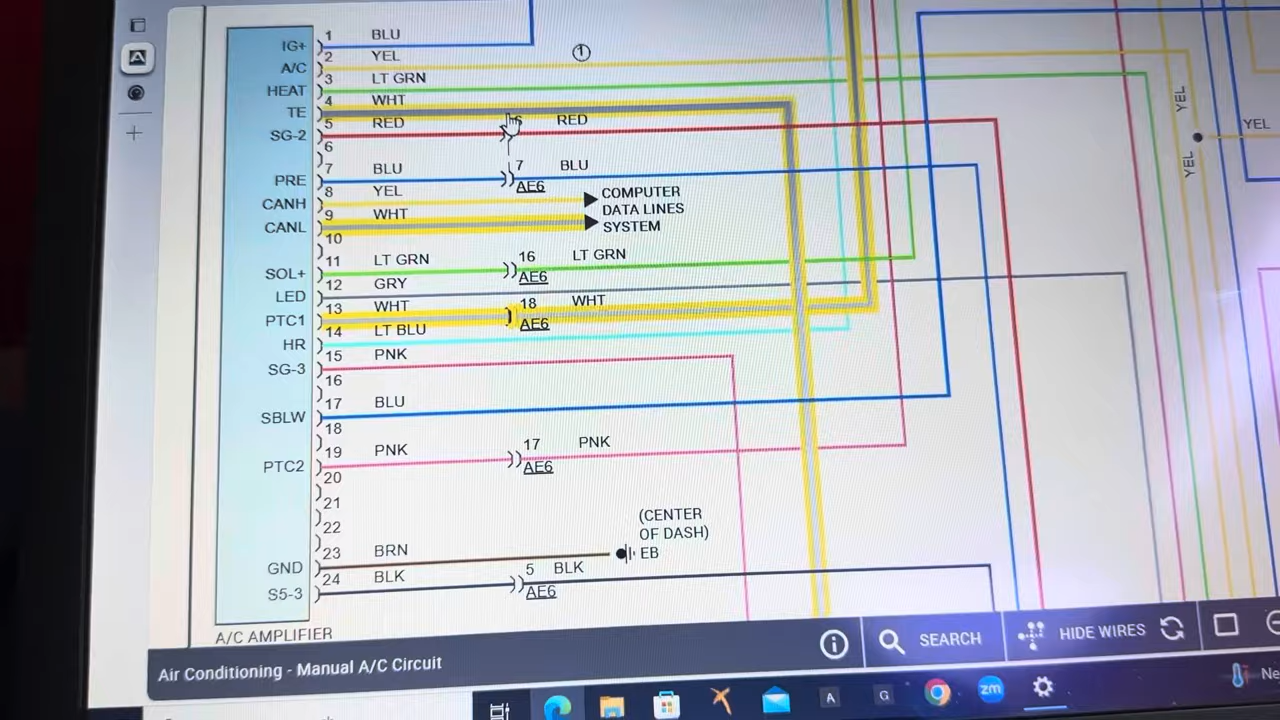 1 BLU
IG+
2 YEL
①
A/C
3 LT GRN
HEAT
4 WHT
TE
5 RED 6 RED
SG-2
6
7 BLU 7 BLU
PRE AE6
8 YEL COMPUTER
CANH DATA LINES
9 WHT SYSTEM
CANL
10
11 LT GRN 16 LT GRN
SOL+ AE6
12 GRY
LED
13 WHT 18 WHT
PTC1 AE6
14 LT BLU
HR
15 PNK
SG-3
16
17 BLU
SBLW
18
19 PNK 17 PNK
PTC2 AE6
20
21
22
(CENTER
OF DASH)
23 BRN EB
GND
24 BLK 5 BLK
S5-3 AE6
YEL
YEL
YEL
A/C AMPLIFIER
Air Conditioning - Manual A/C Circuit
SEARCH
HIDE WIRES
A
G
zm
Ne